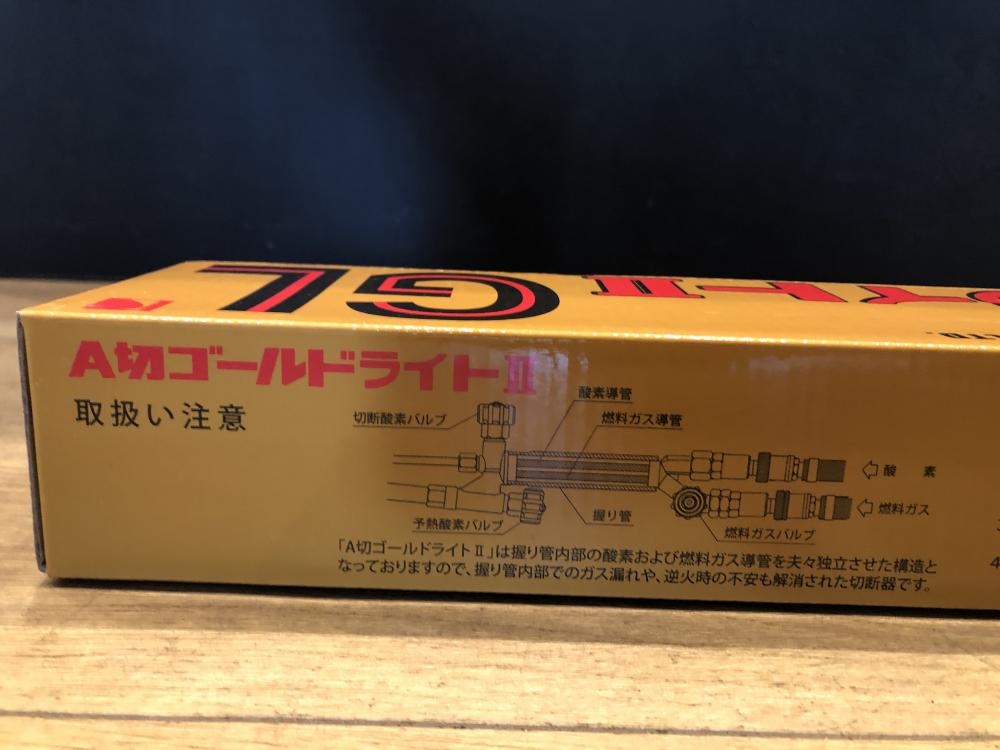 GL
イトII
LTD.
A切ゴールドライトII
取扱い注意
酸素導管
切断酸素バルブ
燃料ガス導管
酸 素
燃料ガス
握り管
予熱酸素バルブ
燃料ガスバルブ
「A切ゴールドライトII」は握り管内部の酸素および燃料ガス導管を夫々独立させた構造と
なっておりますので、握り管内部でのガス漏れや、逆火時の不安も解消された切断器です。
4